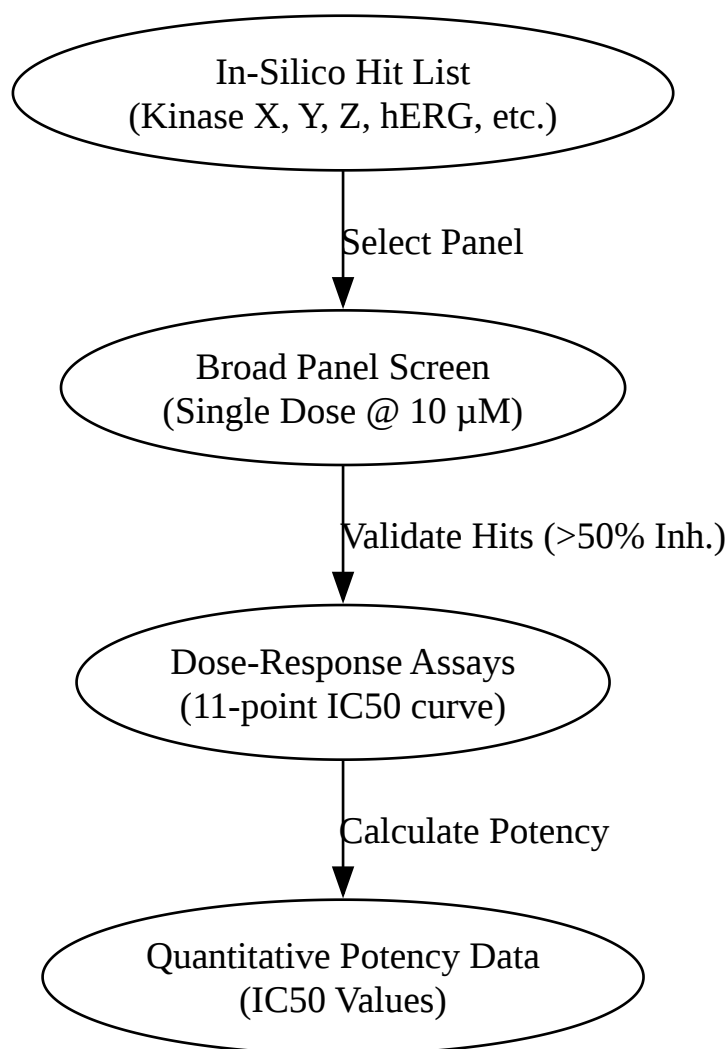 In-Silico Hit List
(Kinase X, Y, Z, hERG, etc.)
Select Panel
Broad Panel Screen
(Single Dose @ 10 µM)
Validate Hits (>50% Inh.)
Dose-Response Assays
(11-point IC50 curve)
Calculate Potency
Quantitative Potency Data
(IC50 Values)